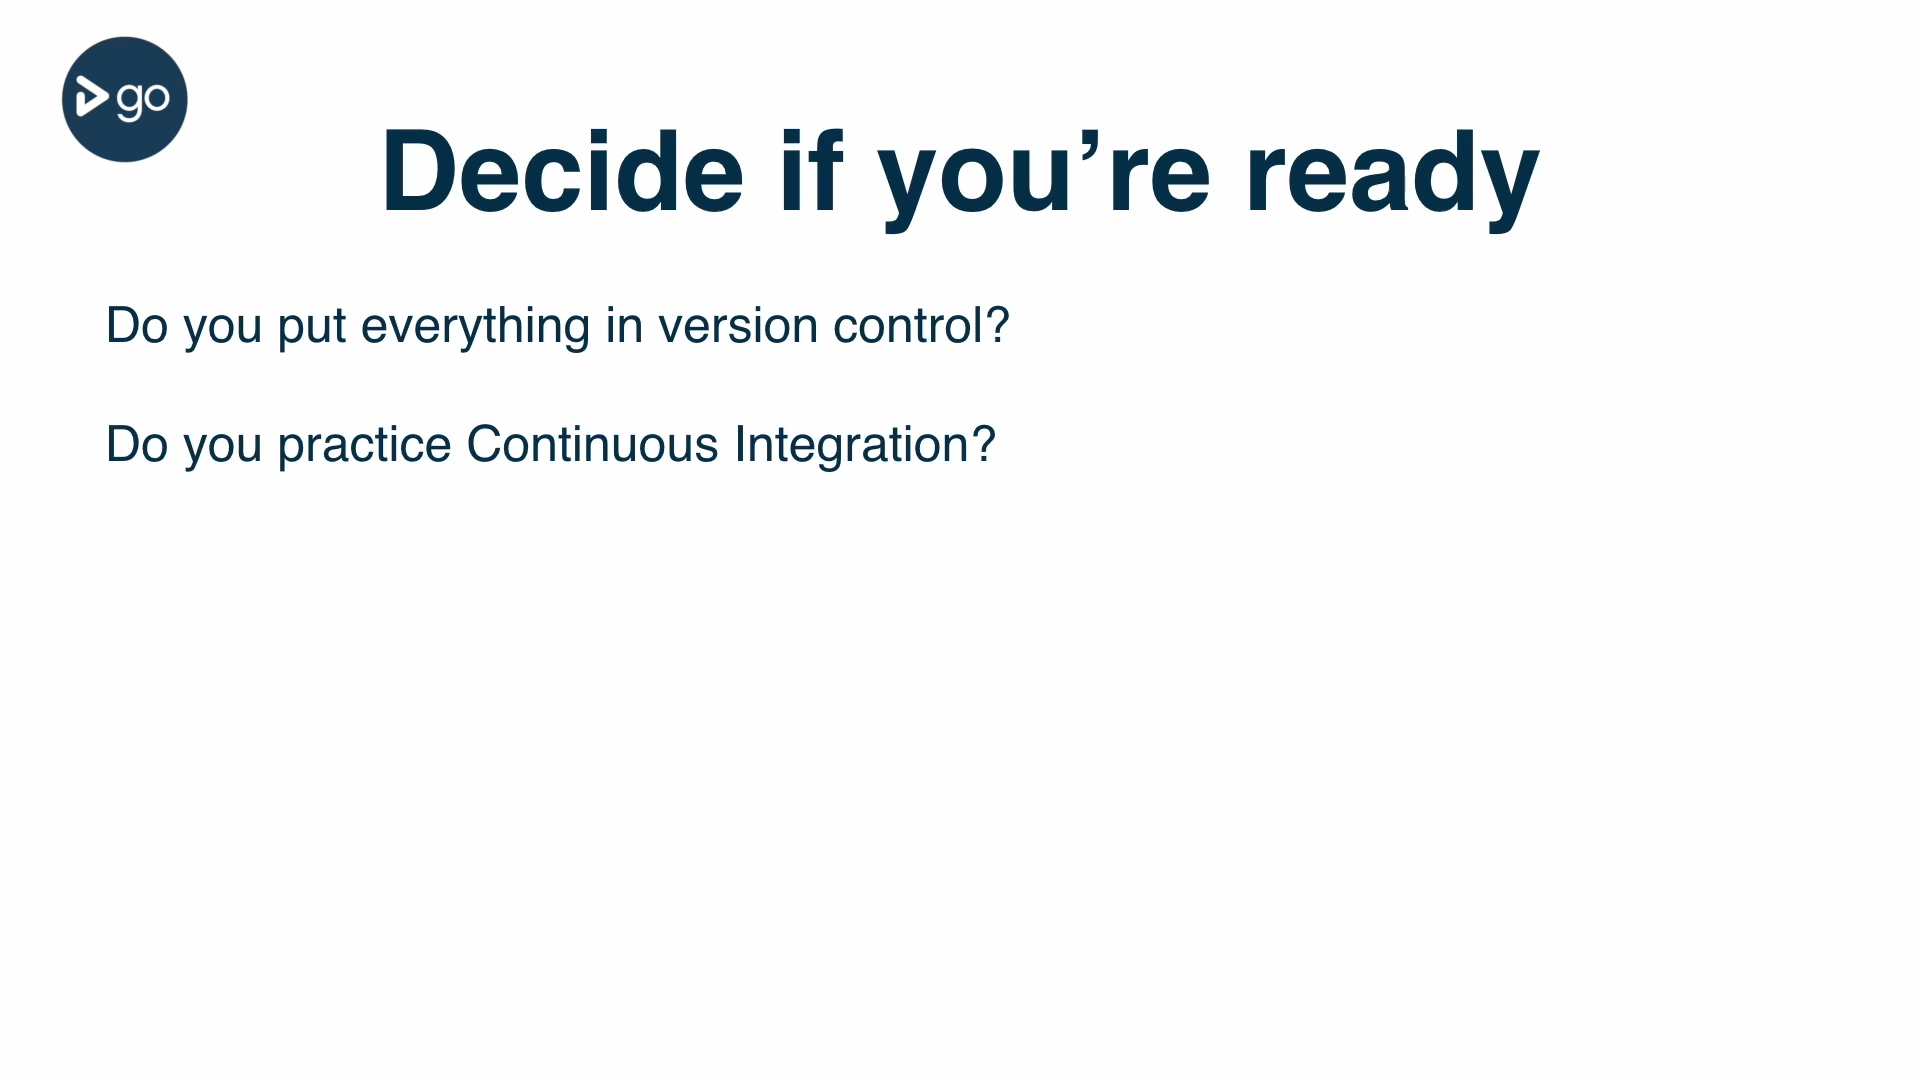 go
Decide if you’re ready
Do you put everything in version control?
Do you practice Continuous Integration?